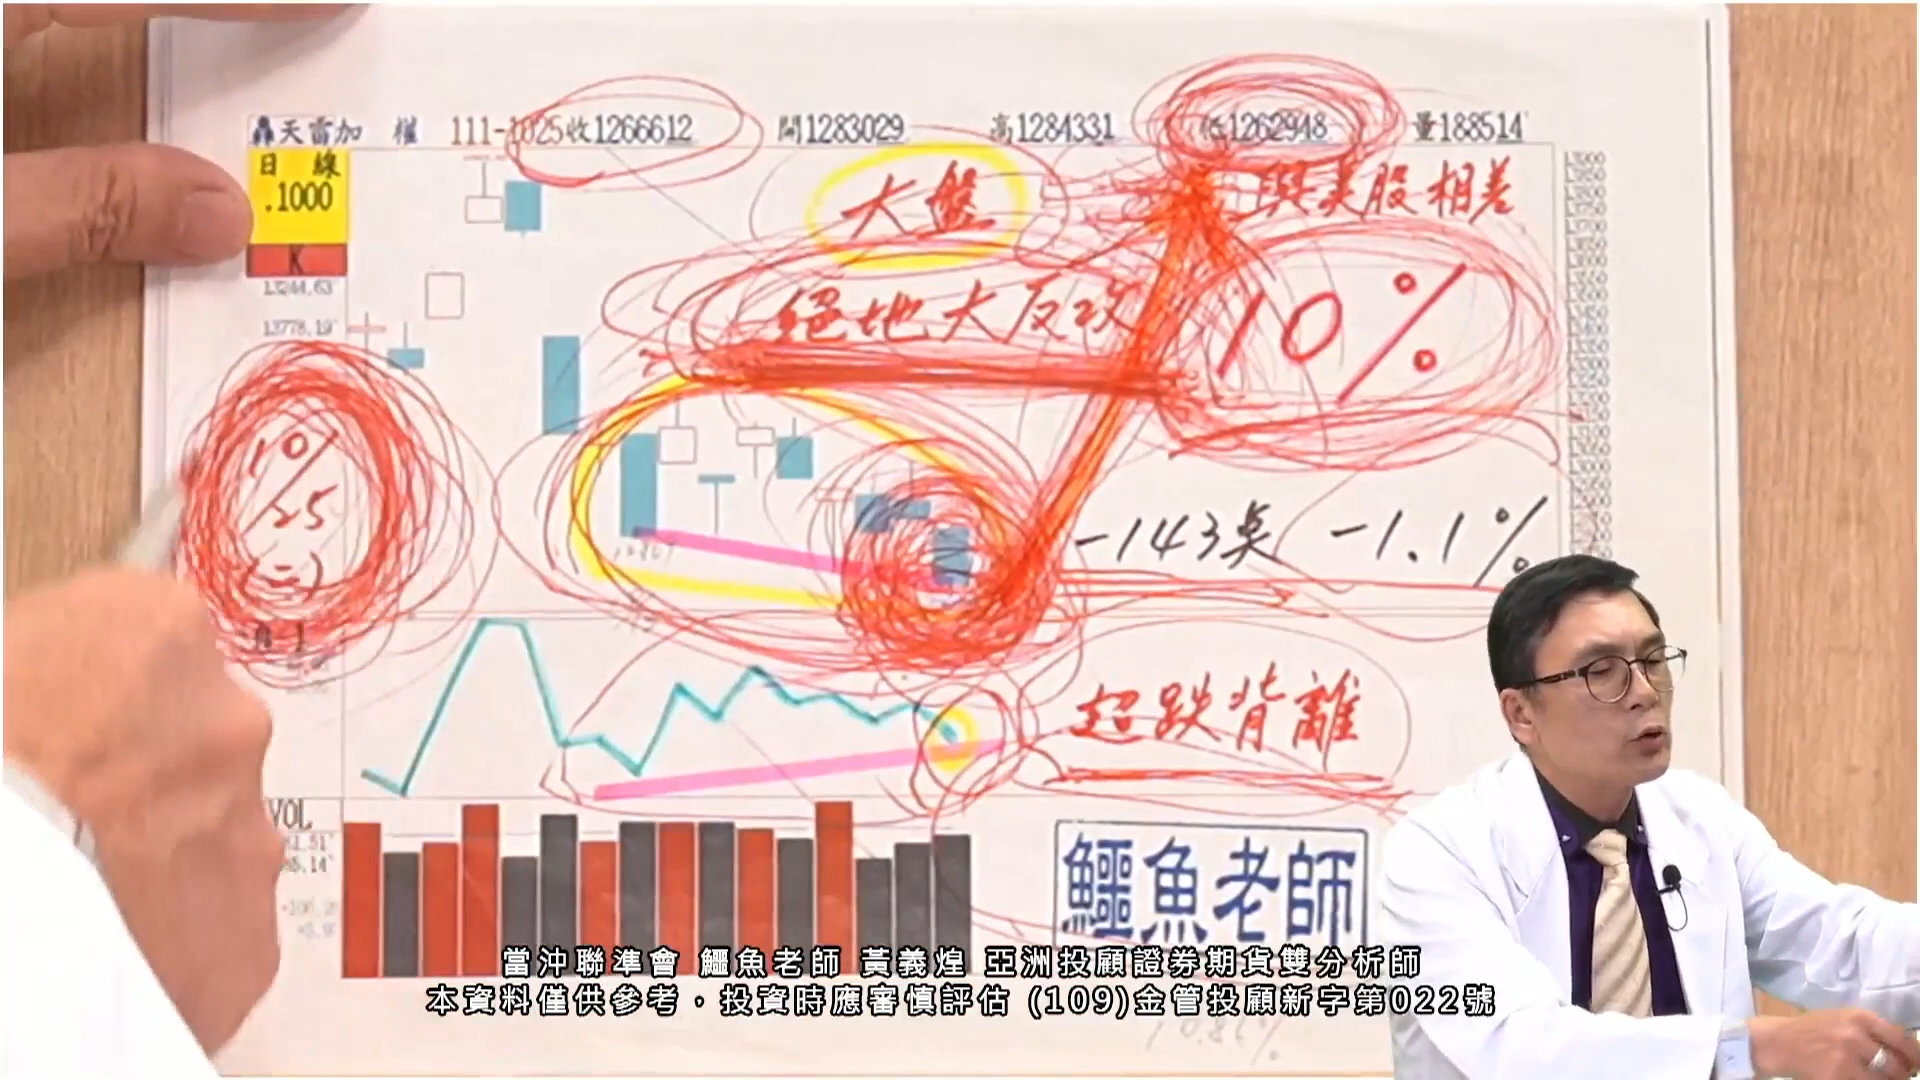 天雷加 權 111-1025收1266612 開1283029 高1284331 低1262948 量188514
日 線
.1000
K
大盤
與美股相差
絕地大反攻
10%
13778.19
10/25
(二)
-143點 -1.1%
超跌背離
VOL
鱷魚老師
當沖聯準會 鱷魚老師 黃義煌 亞洲投顧證券期貨雙分析師
本資料僅供參考，投資時應審慎評估 (109)金管投顧新字第022號